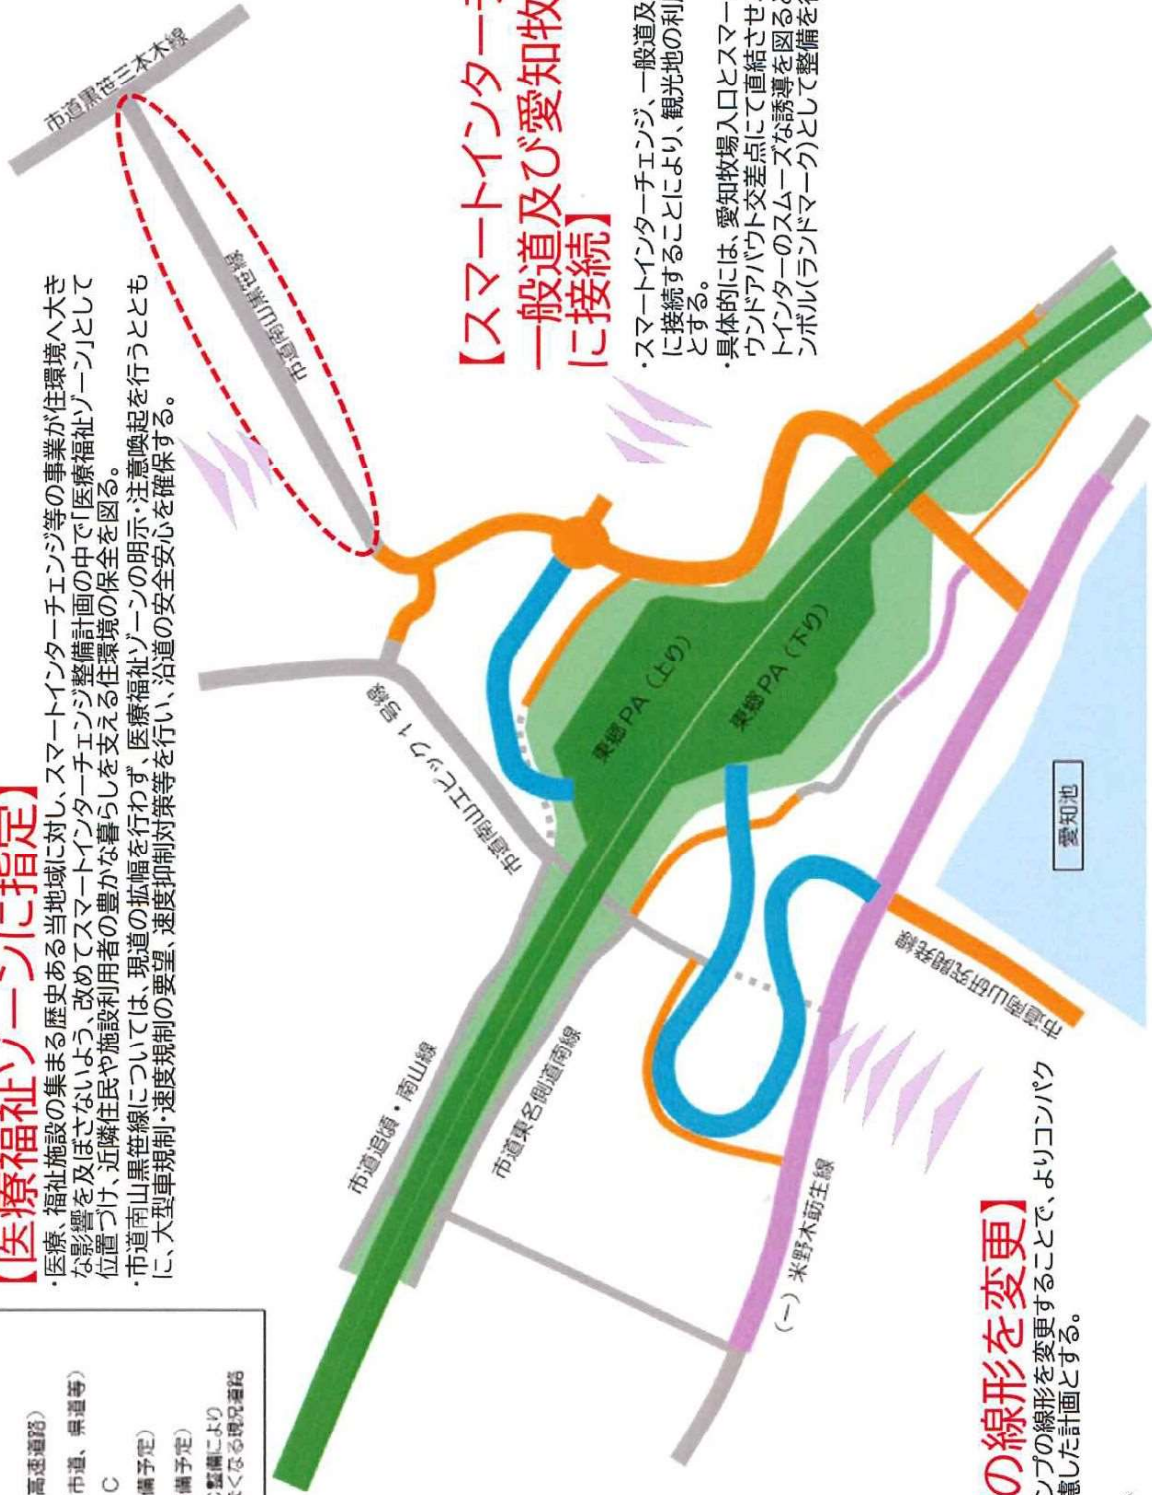 【医療福祉ゾーンに指定】
・医療、福祉施設の集まる歴史ある当地域に対し、スマートインターチェンジ等の事業が住環境へ大き
な影響を及ぼさないよう、改めてスマートインターチェンジ整備計画の中で「医療福祉ゾーン」として
位置づけ、近隣住民や施設利用者の豊かな暮らしを支える住環境の保全を図る。
・市道南山黒笹線については、現道の拡幅を行わず、医療福祉ゾーンの明示・注意喚起を行うととも
に、大型車規制・速度規制の要望、速度抑制対策等を行い、沿道の安全安心を確保する。
高速道路）
市道、県道等）
C
備予定）
備予定）
整備により
くなる現況道路
市道黒笹三本木線
市道南山黒笹線
【スマートインター
一般道及び愛知牧
に接続】
・スマートインターチェンジ、一般道及
に接続することにより、観光地の利
とする。
・具体的には、愛知牧場入口とスマー
ウンドアバウト交差点にて直結させ
トインターのスムーズな誘導を図る
ンボル（ランドマーク）として整備を
市道南山エピック1号線
東郷PA（上り）
東郷PA（下り）
市道追頃・南山線
市道東名側道南線
（一）米野木莇生線
市道南山研究開発線
愛知池
の線形を変更】
ンプの線形を変更することで、よりコンパク
慮した計画とする。